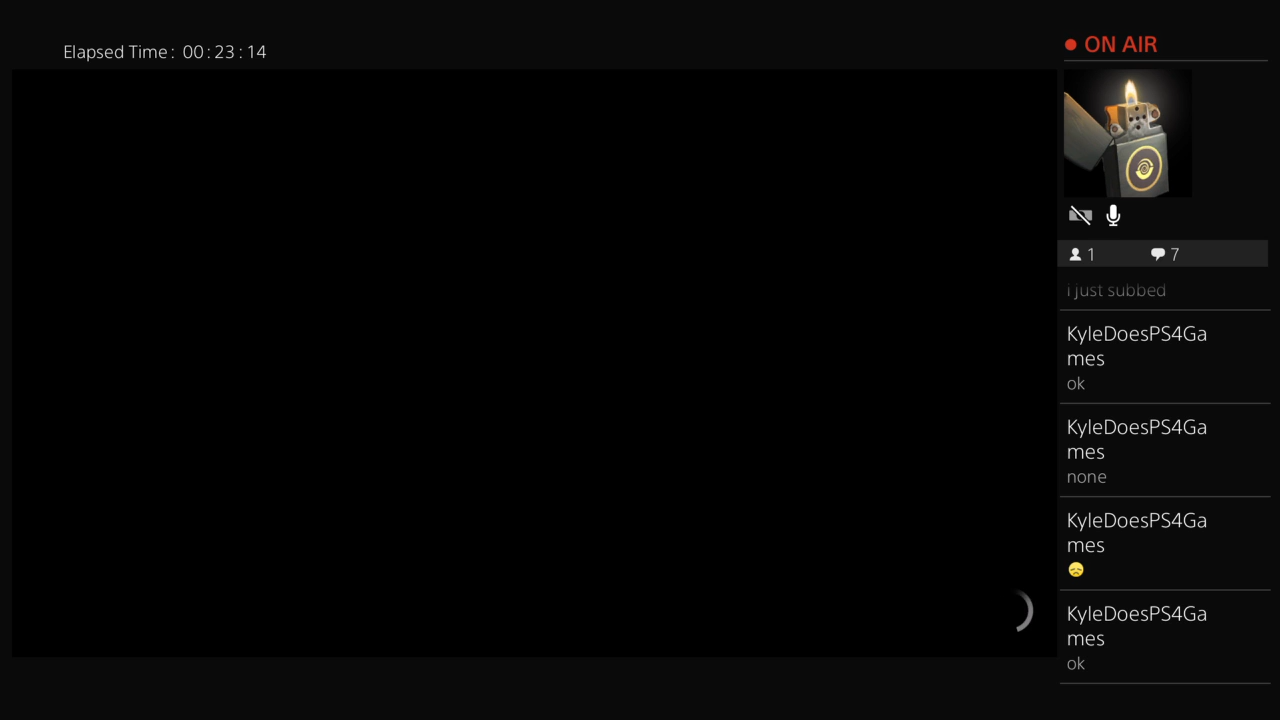 Elapsed Time: 00:23:14
ON AIR
1 7
i just subbed
KyleDoesPS4Ga
mes
ok
KyleDoesPS4Ga
mes
none
KyleDoesPS4Ga
mes
😞
KyleDoesPS4Ga
mes
ok